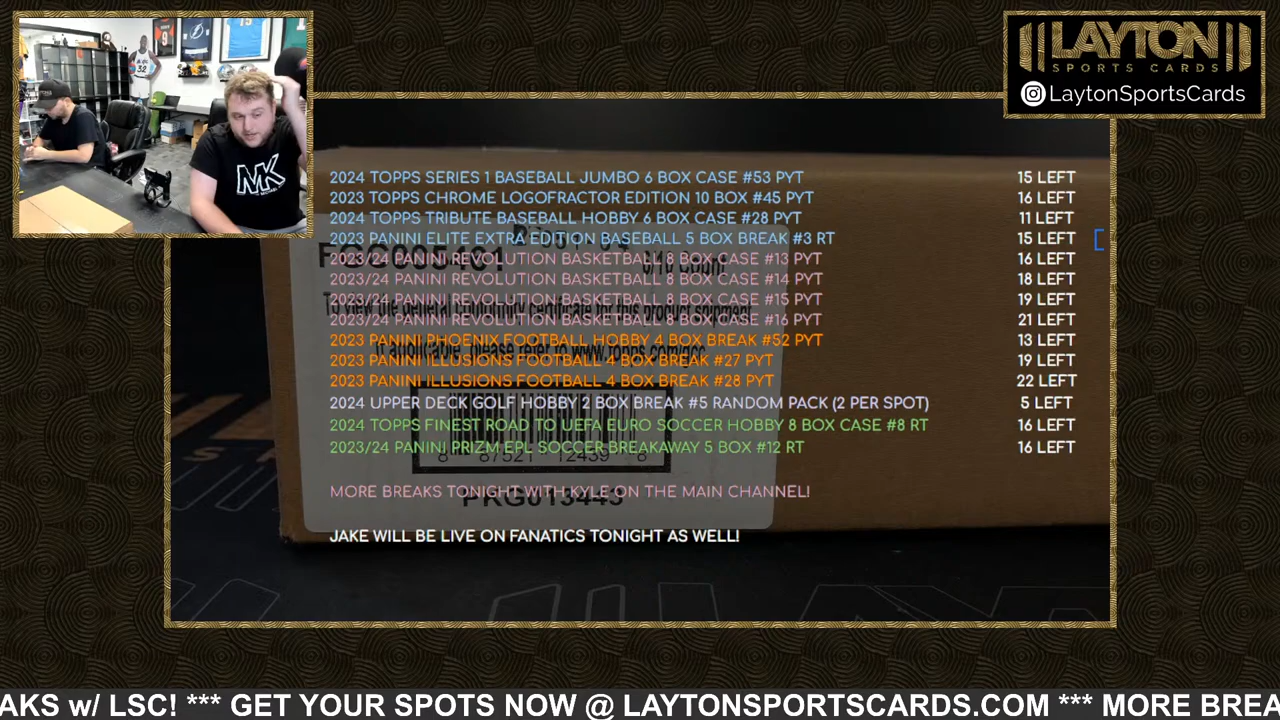 LAYTON
SPORTS CARDS
LaytonSportsCards
MK
9
32
15
2024 TOPPS SERIES 1 BASEBALL JUMBO 6 BOX CASE #53 PYT 15 LEFT
2023 TOPPS CHROME LOGOFRACTOR EDITION 10 BOX #45 PYT 16 LEFT
2024 TOPPS TRIBUTE BASEBALL HOBBY 6 BOX CASE #28 PYT 11 LEFT
2023 PANINI ELITE EXTRA EDITION BASEBALL 5 BOX BREAK #3 RT 15 LEFT
2023/24 PANINI REVOLUTION BASKETBALL 8 BOX CASE #13 PYT 16 LEFT
2023/24 PANINI REVOLUTION BASKETBALL 8 BOX CASE #14 PYT 18 LEFT
2023/24 PANINI REVOLUTION BASKETBALL 8 BOX CASE #15 PYT 19 LEFT
2023/24 PANINI REVOLUTION BASKETBALL 8 BOX CASE #16 PYT 21 LEFT
2023 PANINI PHOENIX FOOTBALL HOBBY 4 BOX BREAK #52 PYT 13 LEFT
2023 PANINI ILLUSIONS FOOTBALL 4 BOX BREAK #27 PYT 19 LEFT
2023 PANINI ILLUSIONS FOOTBALL 4 BOX BREAK #28 PYT 22 LEFT
2024 UPPER DECK GOLF HOBBY 2 BOX BREAK #5 RANDOM PACK (2 PER SPOT) 5 LEFT
2024 TOPPS FINEST ROAD TO UEFA EURO SOCCER HOBBY 8 BOX CASE #8 RT 16 LEFT
2023/24 PANINI PRIZM EPL SOCCER BREAKAWAY 5 BOX #12 RT 16 LEFT
8 87521 12459 8
MORE BREAKS TONIGHT WITH KYLE ON THE MAIN CHANNEL!
PKG013443
JAKE WILL BE LIVE ON FANATICS TONIGHT AS WELL!
AKS w/ LSC! *** GET YOUR SPOTS NOW @ LAYTONSPORTSCARDS.COM *** MORE BREA